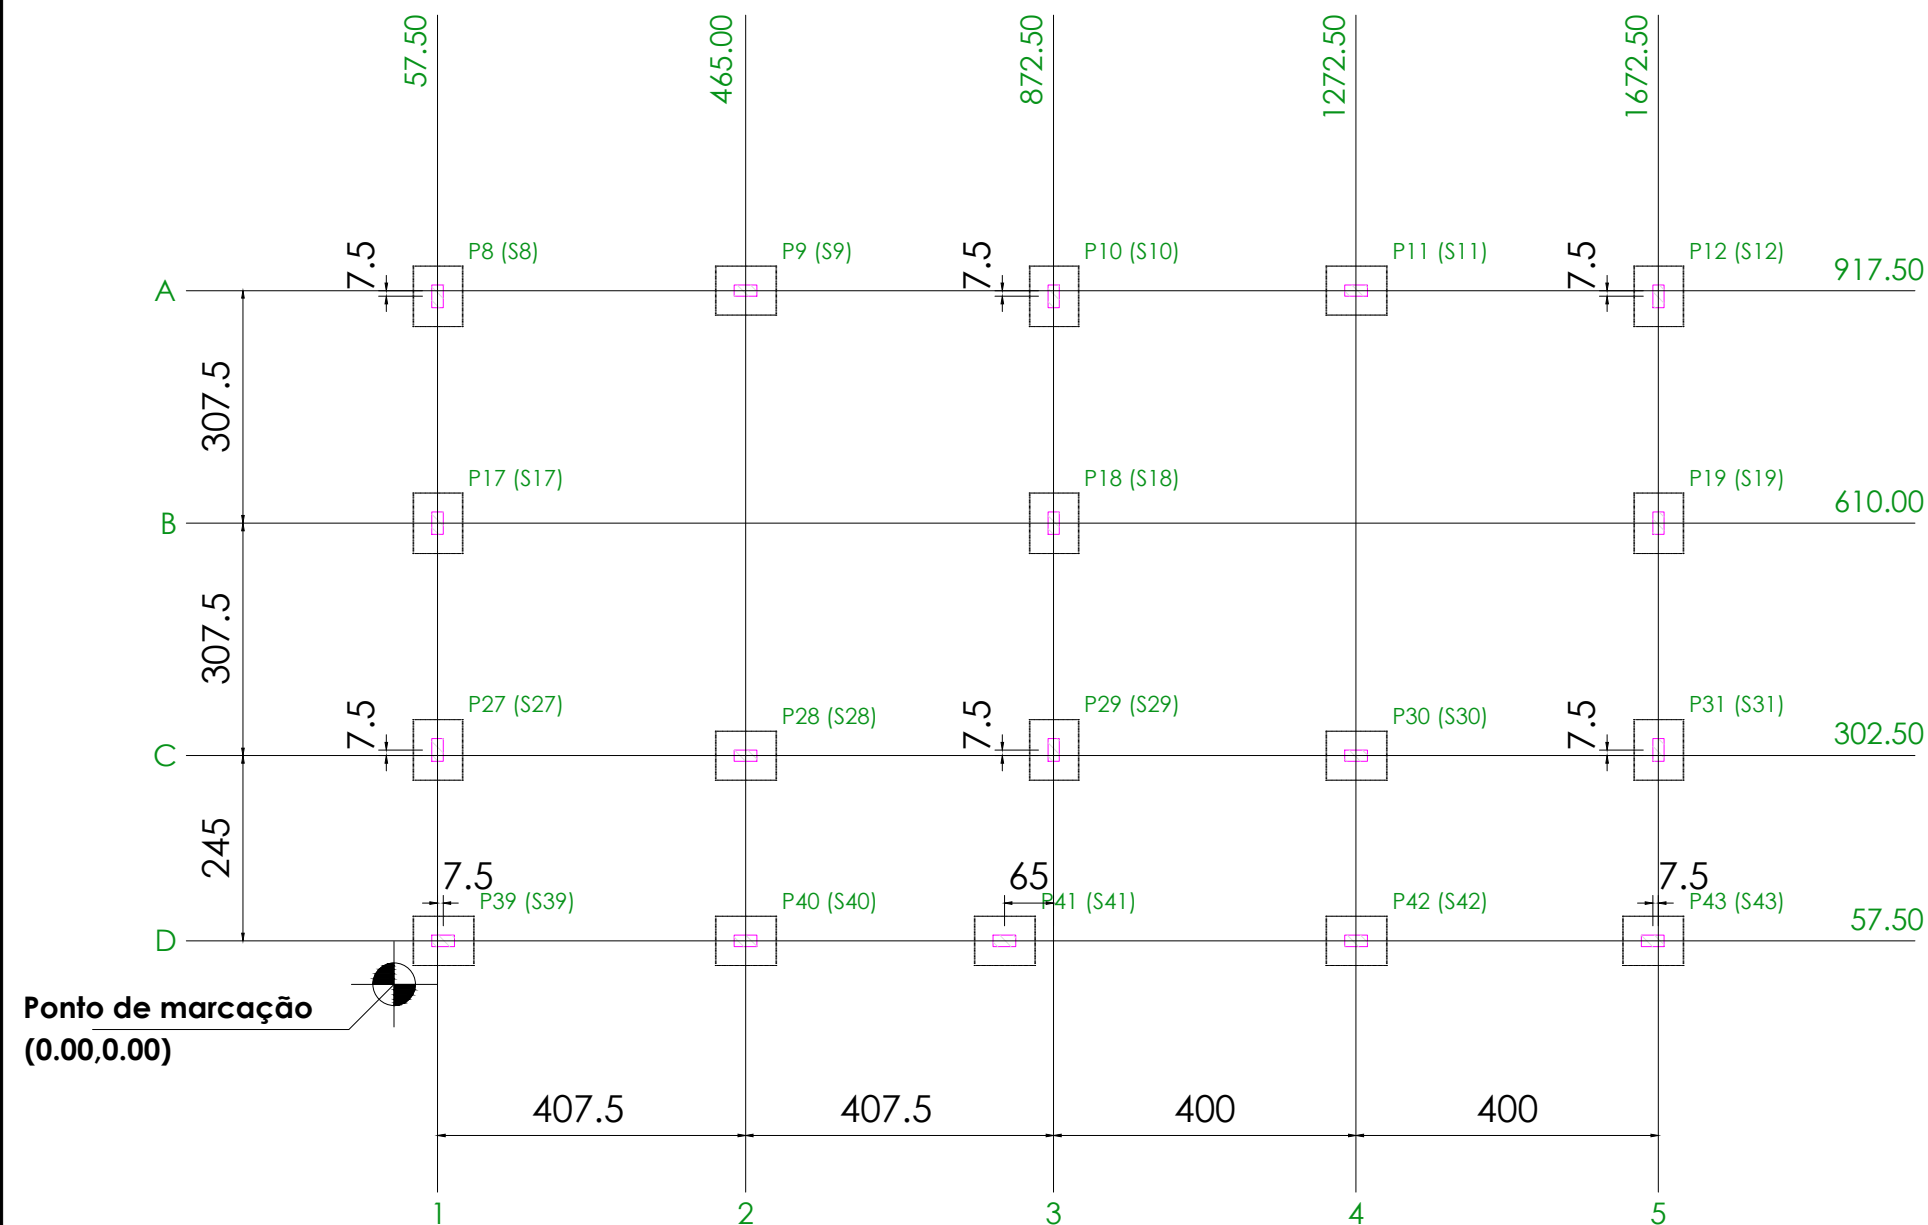 57.50
465.00
872.50
1272.50
1672.50
P8 (S8)
P9 (S9)
P10 (S10)
P11 (S11)
P12 (S12)
7.5
7.5
7.5
A
917.50
307.5
P17 (S17)
P18 (S18)
P19 (S19)
B
610.00
307.5
P27 (S27)
P28 (S28)
P29 (S29)
P30 (S30)
P31 (S31)
7.5
7.5
7.5
C
302.50
245
7.5
65
7.5
P39 (S39)
P40 (S40)
P41 (S41)
P42 (S42)
P43 (S43)
D
57.50
Ponto de marcação
(0.00,0.00)
407.5
407.5
400
400
1
2
3
4
5